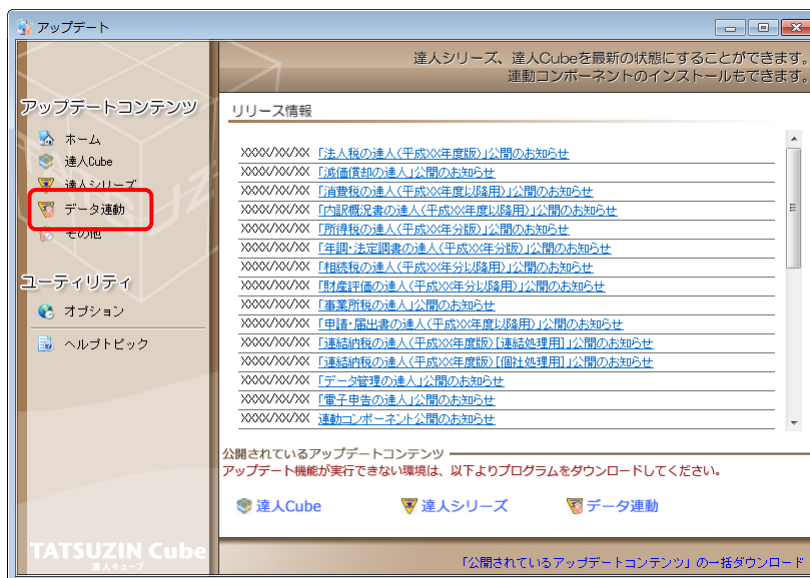 アップデート
達人シリーズ、達人Cubeを最新の状態にすることができます。
連動コンポーネントのインストールもできます。
アップデートコンテンツ
ホーム
達人Cube
達人シリーズ
データ連動
その他
ユーティリティ
オプション
ヘルプトピック
リリース情報
XXXX/XX/XX 「法人税の達人(平成XX年度版)」公開のお知らせ
XXXX/XX/XX 「減価償却の達人」公開のお知らせ
XXXX/XX/XX 「消費税の達人(平成XX年度以降用)」公開のお知らせ
XXXX/XX/XX 「内訳概況書の達人(平成XX年度以降用)」公開のお知らせ
XXXX/XX/XX 「所得税の達人(平成XX年分版)」公開のお知らせ
XXXX/XX/XX 「年調・法定調書の達人(平成XX年分版)」公開のお知らせ
XXXX/XX/XX 「相続税の達人(平成XX年分以降用)」公開のお知らせ
XXXX/XX/XX 「財産評価の達人(平成XX年分以降用)」公開のお知らせ
XXXX/XX/XX 「事業所税の達人」公開のお知らせ
XXXX/XX/XX 「申請・届出書の達人(平成XX年度以降用)」公開のお知らせ
XXXX/XX/XX 「連結納税の達人(平成XX年度版)[連結処理用]」公開のお知らせ
XXXX/XX/XX 「連結納税の達人(平成XX年度版)[個社処理用]」公開のお知らせ
XXXX/XX/XX 「データ管理の達人」公開のお知らせ
XXXX/XX/XX 「電子申告の達人」公開のお知らせ
XXXX/XX/XX 連動コンポーネント公開のお知らせ
公開されているアップデートコンテンツ
アップデート機能が実行できない環境は、以下よりプログラムをダウンロードしてください。
達人Cube 達人シリーズ データ連動
TATSUZIN Cube
達人キューブ
「公開されているアップデートコンテンツ」の一括ダウンロード